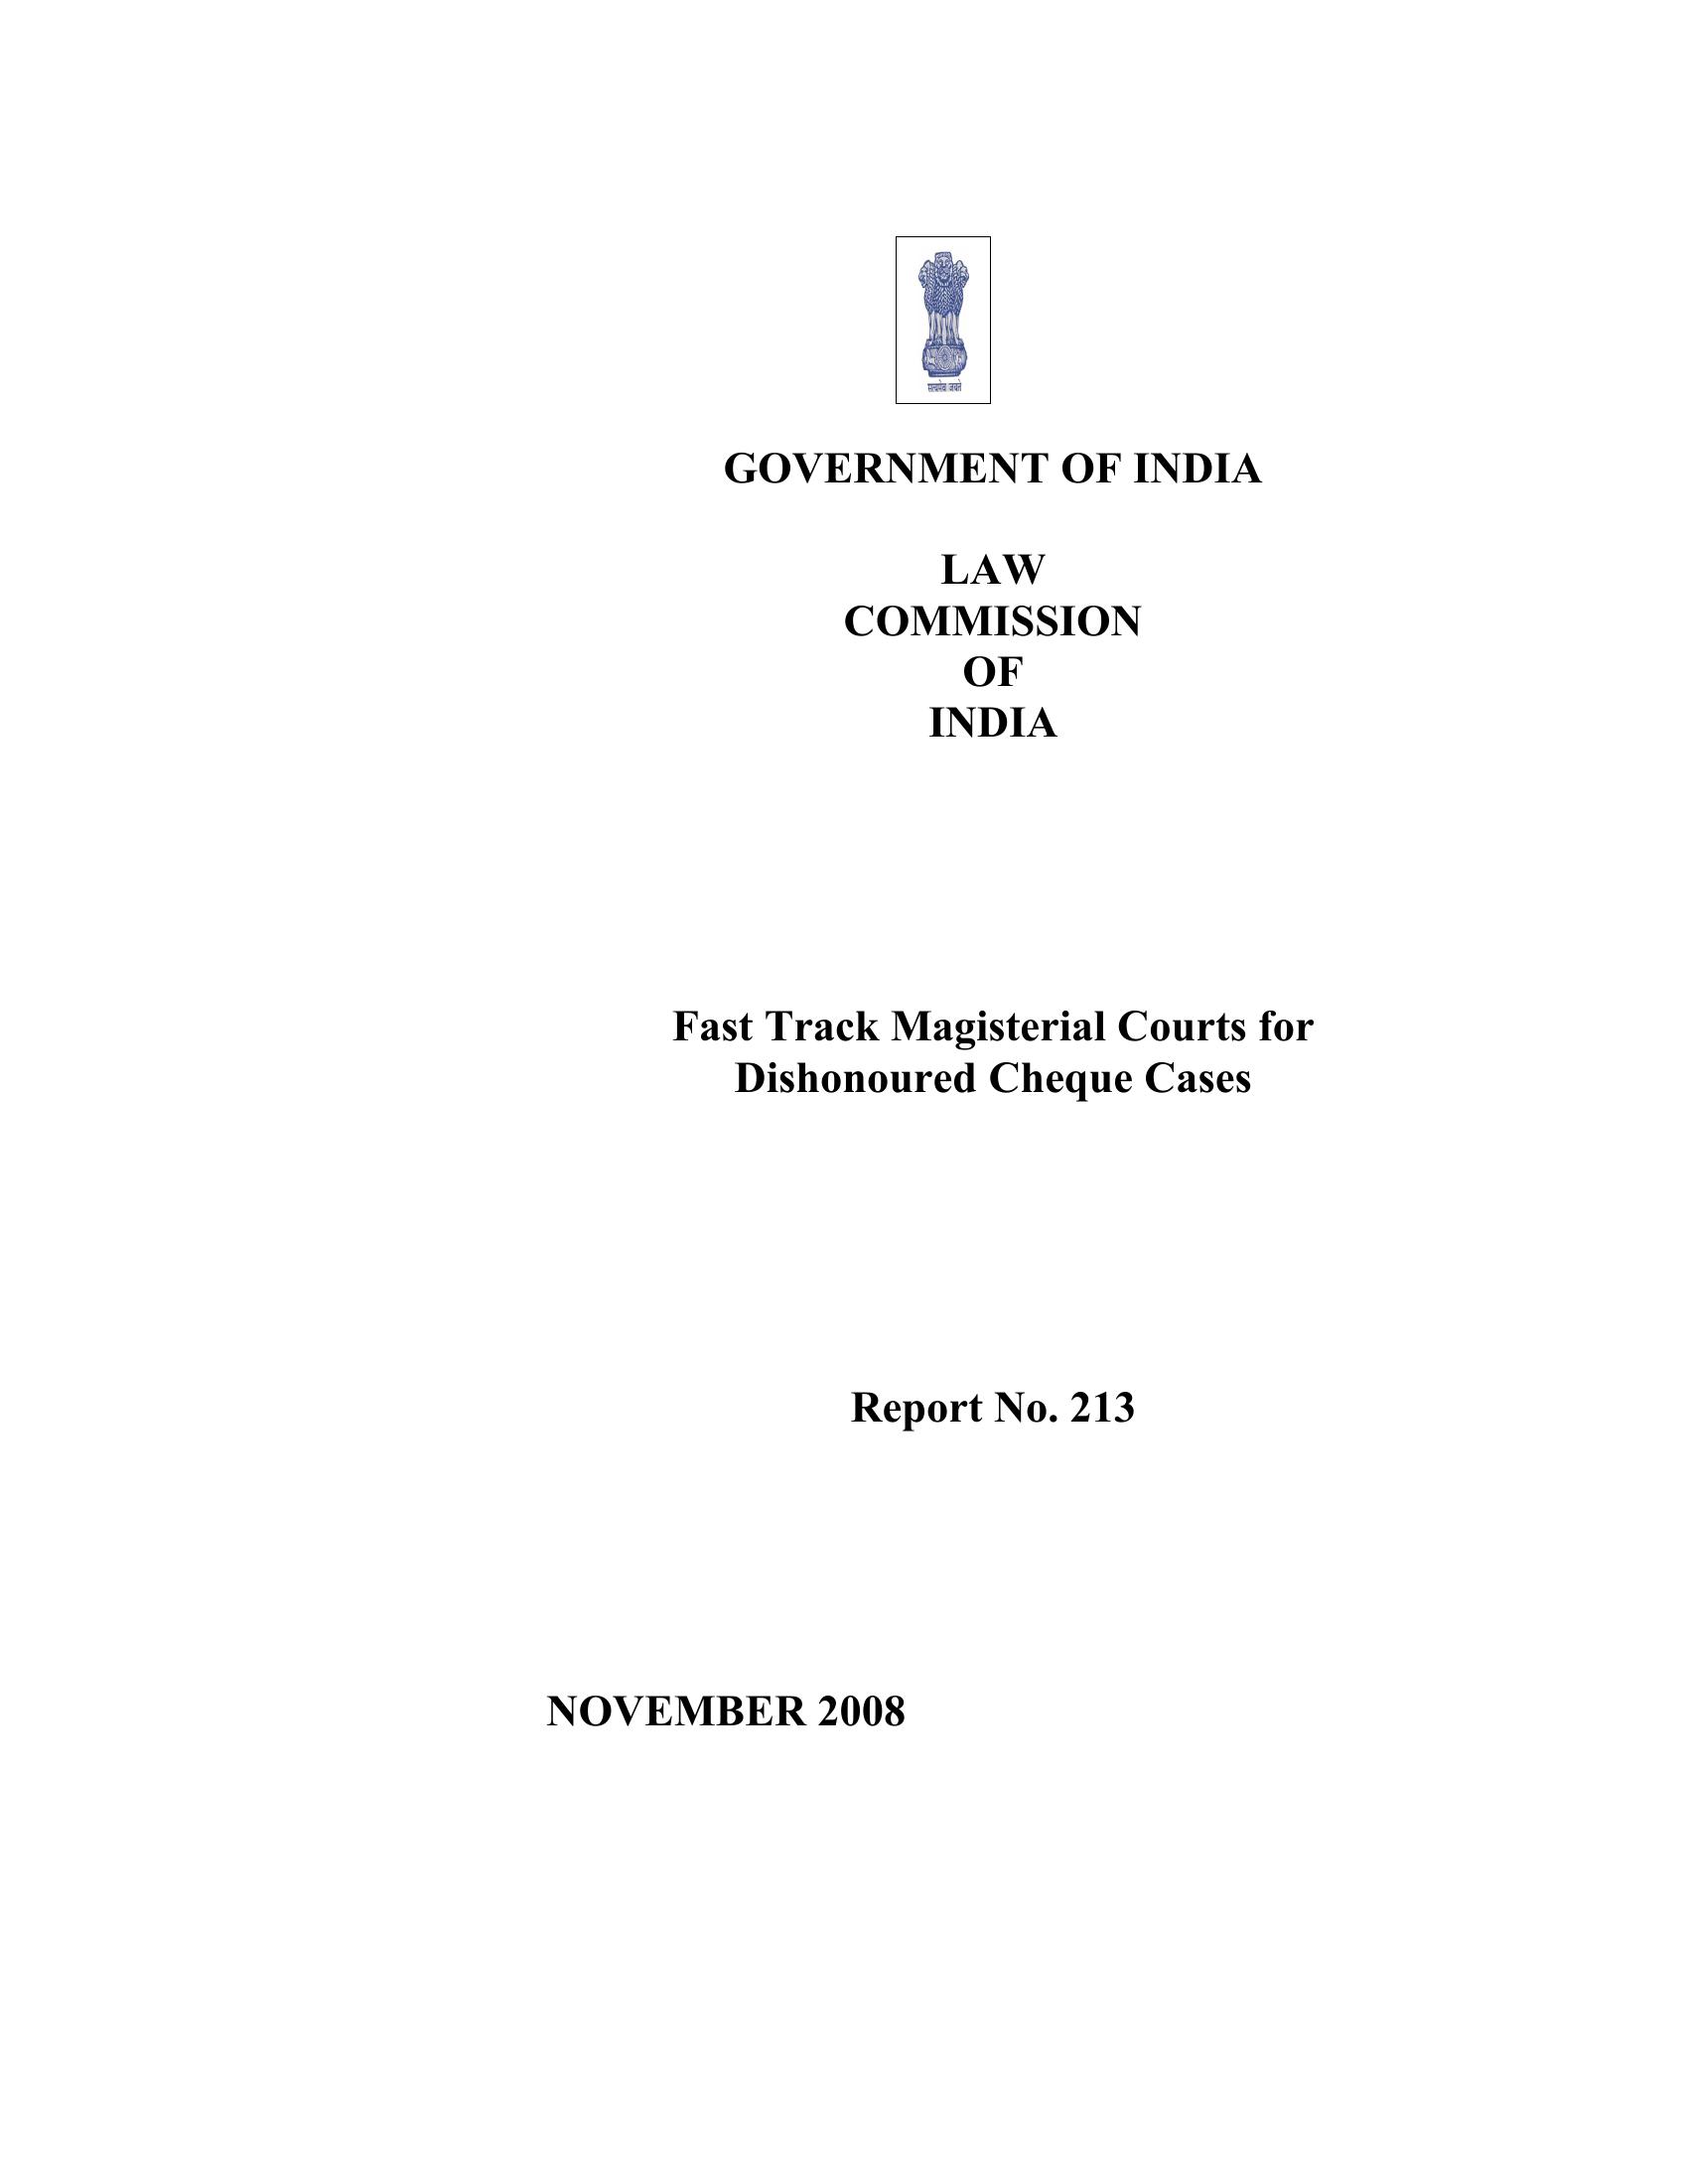 सत्यमेव जयते
GOVERNMENT OF INDIA
LAW
COMMISSION
OF
INDIA
Fast Track Magisterial Courts for
Dishonoured Cheque Cases
Report No. 213
NOVEMBER 2008